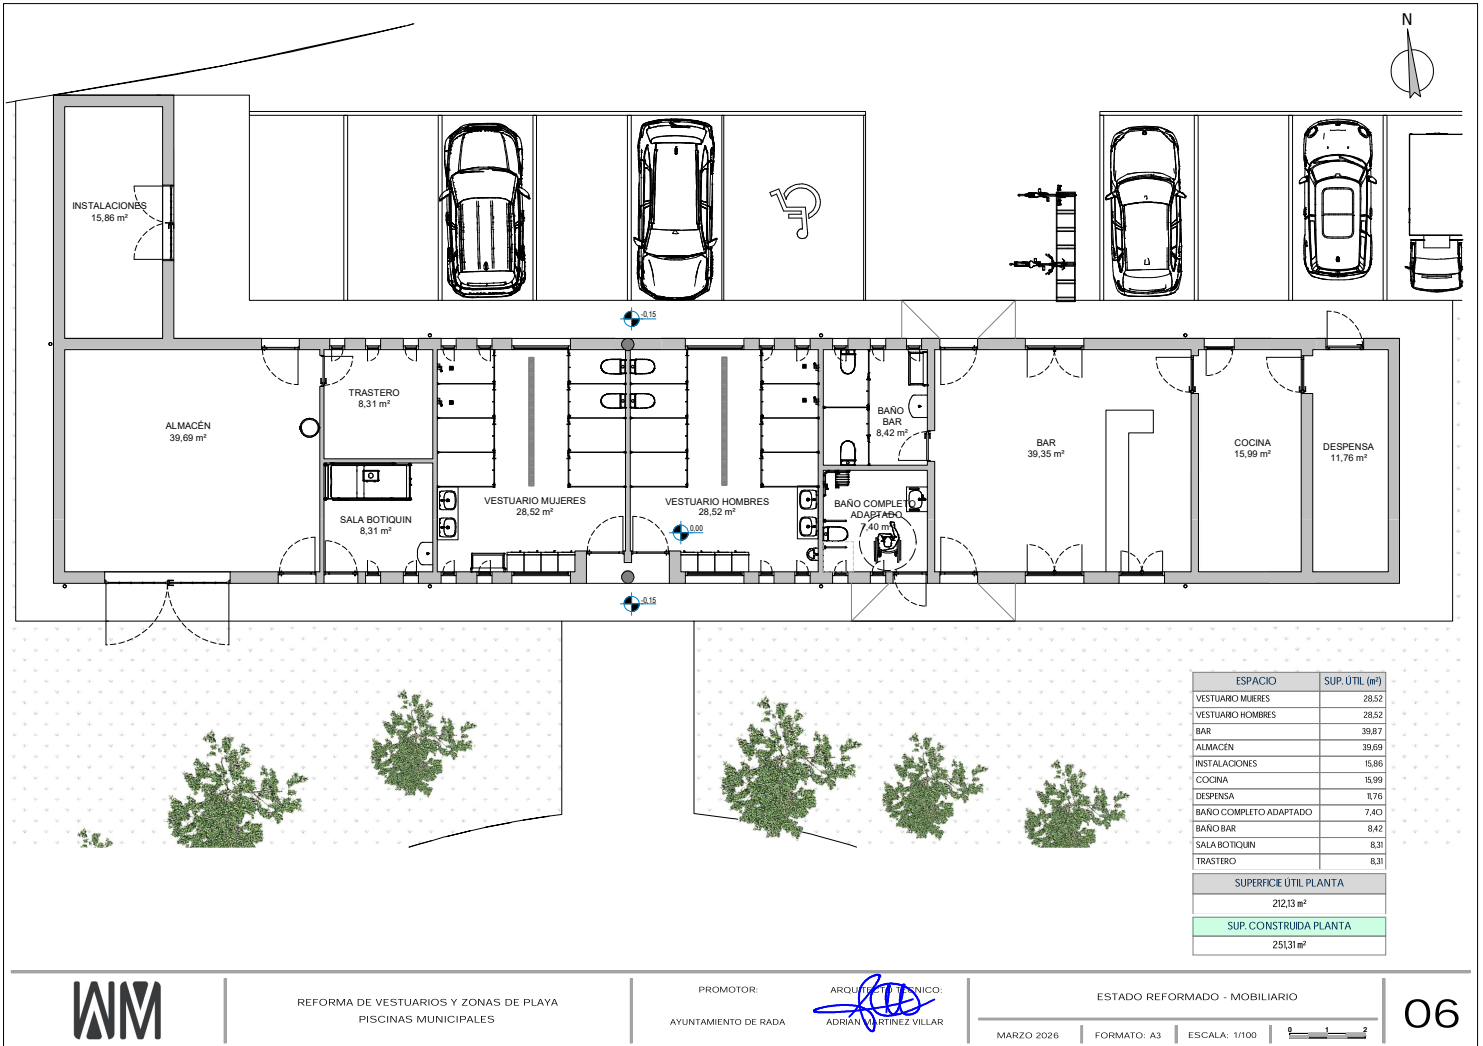 N
INSTALACIONES
15,86 m²
-0,15
TRASTERO
8,31 m²
ALMACÉN
39,69 m²
BAÑO
BAR
8,42 m²
BAR
39,35 m²
COCINA
15,99 m²
DESPENSA
11,76 m²
VESTUARIO MUJERES
28,52 m²
VESTUARIO HOMBRES
28,52 m²
BAÑO COMPLETO
ADAPTADO
7,40 m²
SALA BOTIQUIN
8,31 m²
0,00
-0,15
ESPACIO SUP. ÚTIL (m²)
VESTUARIO MUJERES 28,52
VESTUARIO HOMBRES 28,52
BAR 39,87
ALMACÉN 39,69
INSTALACIONES 15,86
COCINA 15,99
DESPENSA 11,76
BAÑO COMPLETO ADAPTADO 7,40
BAÑO BAR 8,42
SALA BOTIQUIN 8,31
TRASTERO 8,31
SUPERFICIE ÚTIL PLANTA
212,13 m²
SUP. CONSTRUIDA PLANTA
251,31 m²
WM
REFORMA DE VESTUARIOS Y ZONAS DE PLAYA
PISCINAS MUNICIPALES
PROMOTOR:
AYUNTAMIENTO DE RADA
ARQUITECTO TÉCNICO:
ADRIÁN MARTÍNEZ VILLAR
ESTADO REFORMADO - MOBILIARIO
MARZO 2026 FORMATO: A3 ESCALA: 1/100 0 1 2
06